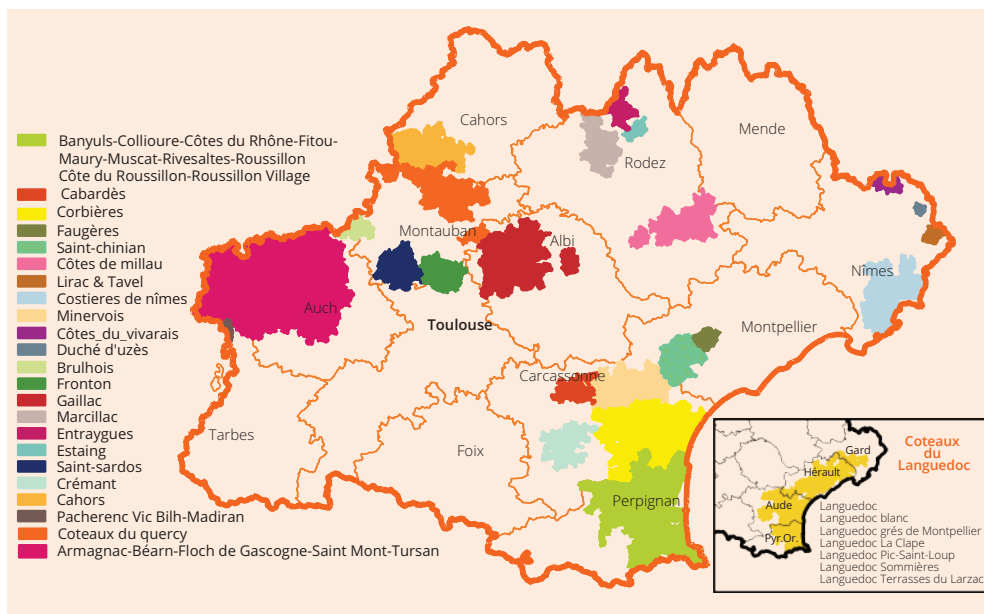 Banyuls-Collioure-Côtes du Rhône-Fitou-
Maury-Muscat-Rivesaltes-Roussillon
Côte du Roussillon-Roussillon Village
Cabardès
Corbières
Faugères
Saint-chinian
Côtes de millau
Lirac & Tavel
Costieres de nîmes
Minervois
Côtes_du_vivarais
Duché d'uzès
Brulhois
Fronton
Gaillac
Marcillac
Entraygues
Estaing
Saint-sardos
Crémant
Cahors
Pacherenc Vic Bilh-Madiran
Coteaux du quercy
Armagnac-Béarn-Floch de Gascogne-Saint Mont-Tursan
Cahors
Mende
Rodez
Montauban
Albi
Nîmes
Auch
Toulouse
Montpellier
Carcassonne
Tarbes
Foix
Perpignan
Coteaux
du
Languedoc
Gard
Hérault
Aude
Pyr.Or.
Languedoc
Languedoc blanc
Languedoc grés de Montpellier
Languedoc La Clape
Languedoc Pic-Saint-Loup
Languedoc Sommières
Languedoc Terrasses du Larzac